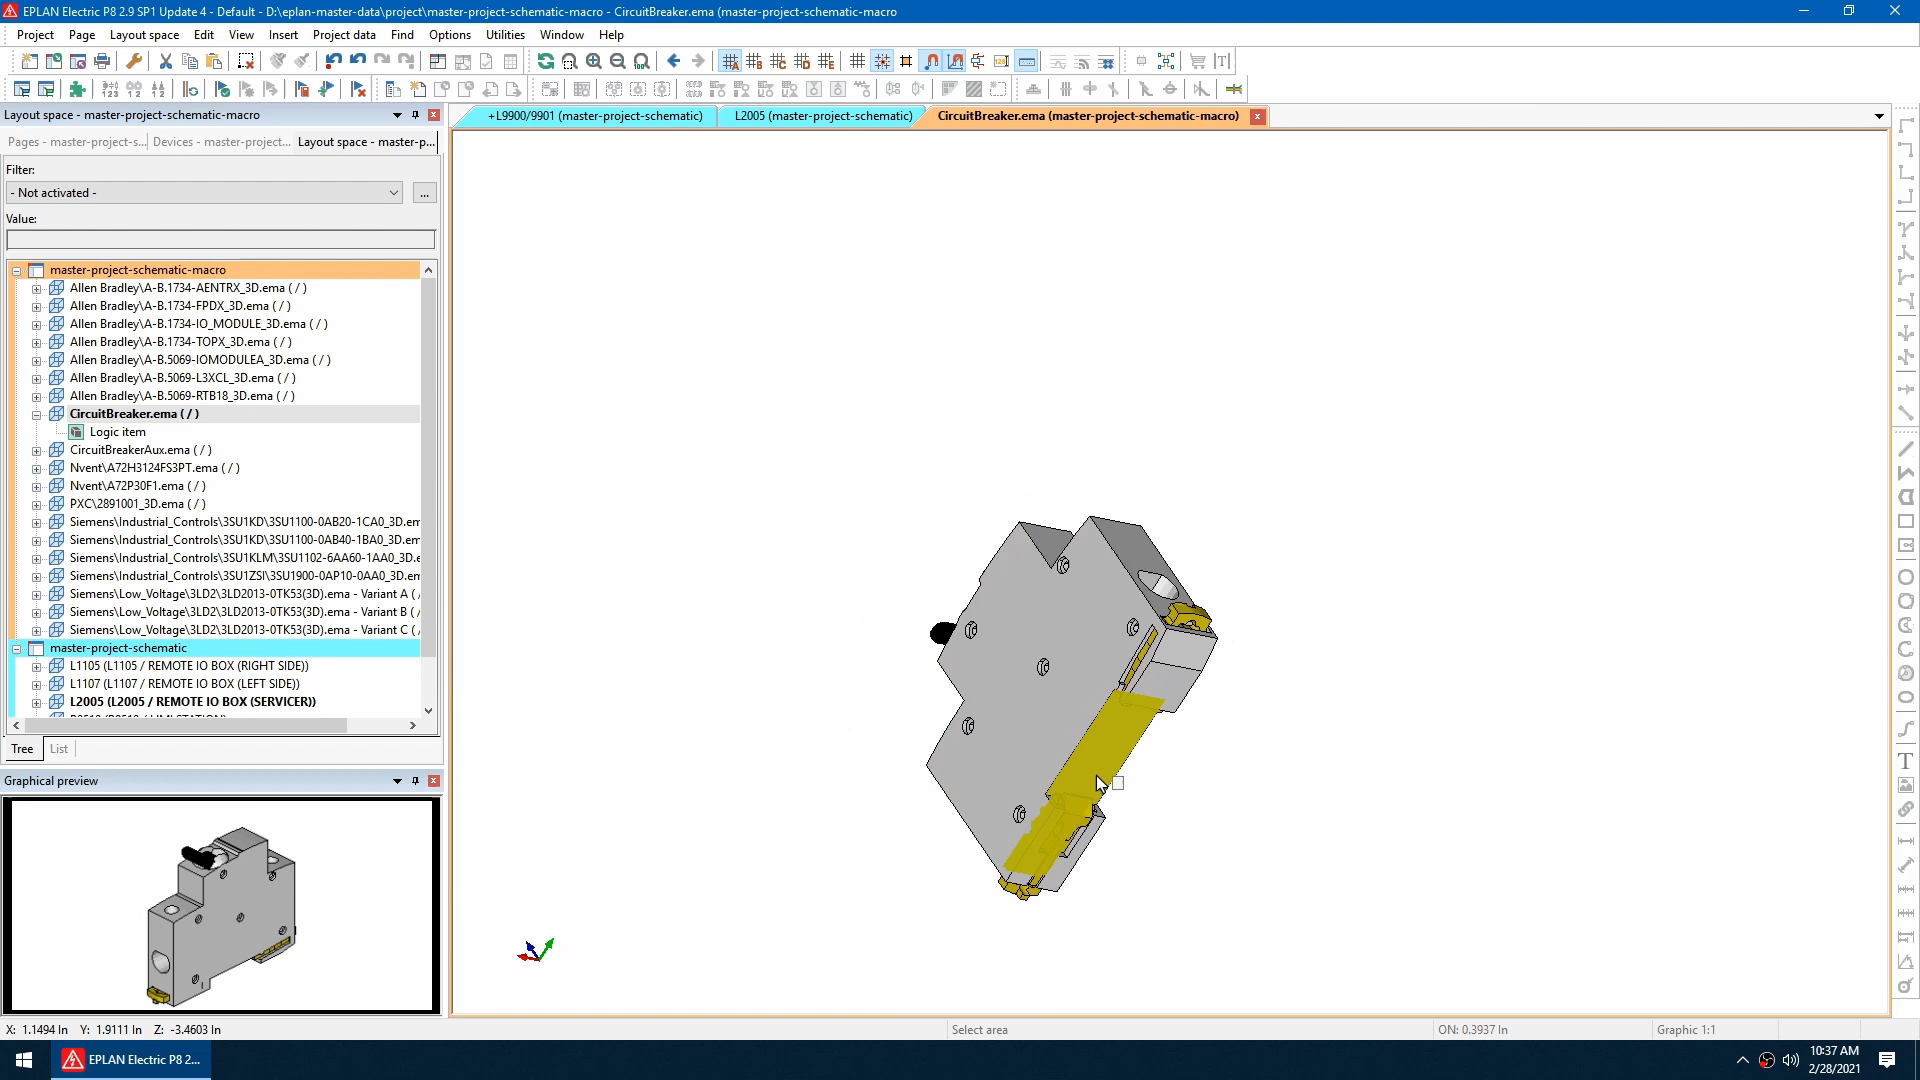 EPLAN Electric P8 2.9 SP1 Update 4 - Default - D:\eplan-master-data\project\master-project-schematic-macro - CircuitBreaker.ema (master-project-schematic-macro)
Project Page Layout space Edit View Insert Project data Find Options Utilities Window Help
Layout space - master-project-schematic-macro
+L9900/9901 (master-project-schematic) L2005 (master-project-schematic) CircuitBreaker.ema (master-project-schematic-macro)
Pages - master-project-s... Devices - master-project... Layout space - master-p...
Filter:
- Not activated -
...
Value:
master-project-schematic-macro
Allen Bradley\A-B.1734-AENTRX_3D.ema ( / )
Allen Bradley\A-B.1734-FPDX_3D.ema ( / )
Allen Bradley\A-B.1734-IO_MODULE_3D.ema ( / )
Allen Bradley\A-B.1734-TOPX_3D.ema ( / )
Allen Bradley\A-B.5069-IOMODULEA_3D.ema ( / )
Allen Bradley\A-B.5069-L3XCL_3D.ema ( / )
Allen Bradley\A-B.5069-RTB18_3D.ema ( / )
CircuitBreaker.ema ( / )
Logic item
CircuitBreakerAux.ema ( / )
Nvent\A72H3124FS3PT.ema ( / )
Nvent\A72P30F1.ema ( / )
PXC\2891001_3D.ema ( / )
Siemens\Industrial_Controls\3SU1KD\3SU1100-0AB20-1CA0_3D.em
Siemens\Industrial_Controls\3SU1KD\3SU1100-0AB40-1BA0_3D.em
Siemens\Industrial_Controls\3SU1KLM\3SU1102-6AA60-1AA0_3D.e
Siemens\Industrial_Controls\3SU1ZSI\3SU1900-0AP10-0AA0_3D.em
Siemens\Low_Voltage\3LD2\3LD2013-0TK53(3D).ema - Variant A ( /
Siemens\Low_Voltage\3LD2\3LD2013-0TK53(3D).ema - Variant B ( /
Siemens\Low_Voltage\3LD2\3LD2013-0TK53(3D).ema - Variant C ( /
master-project-schematic
L1105 (L1105 / REMOTE IO BOX (RIGHT SIDE))
L1107 (L1107 / REMOTE IO BOX (LEFT SIDE))
L2005 (L2005 / REMOTE IO BOX (SERVICER))
Tree List
Graphical preview
X: 1.1494 In Y: 1.9111 In Z: -3.4603 In
Select area
ON: 0.3937 In
Graphic 1:1
EPLAN Electric P8 2...
10:37 AM
2/28/2021